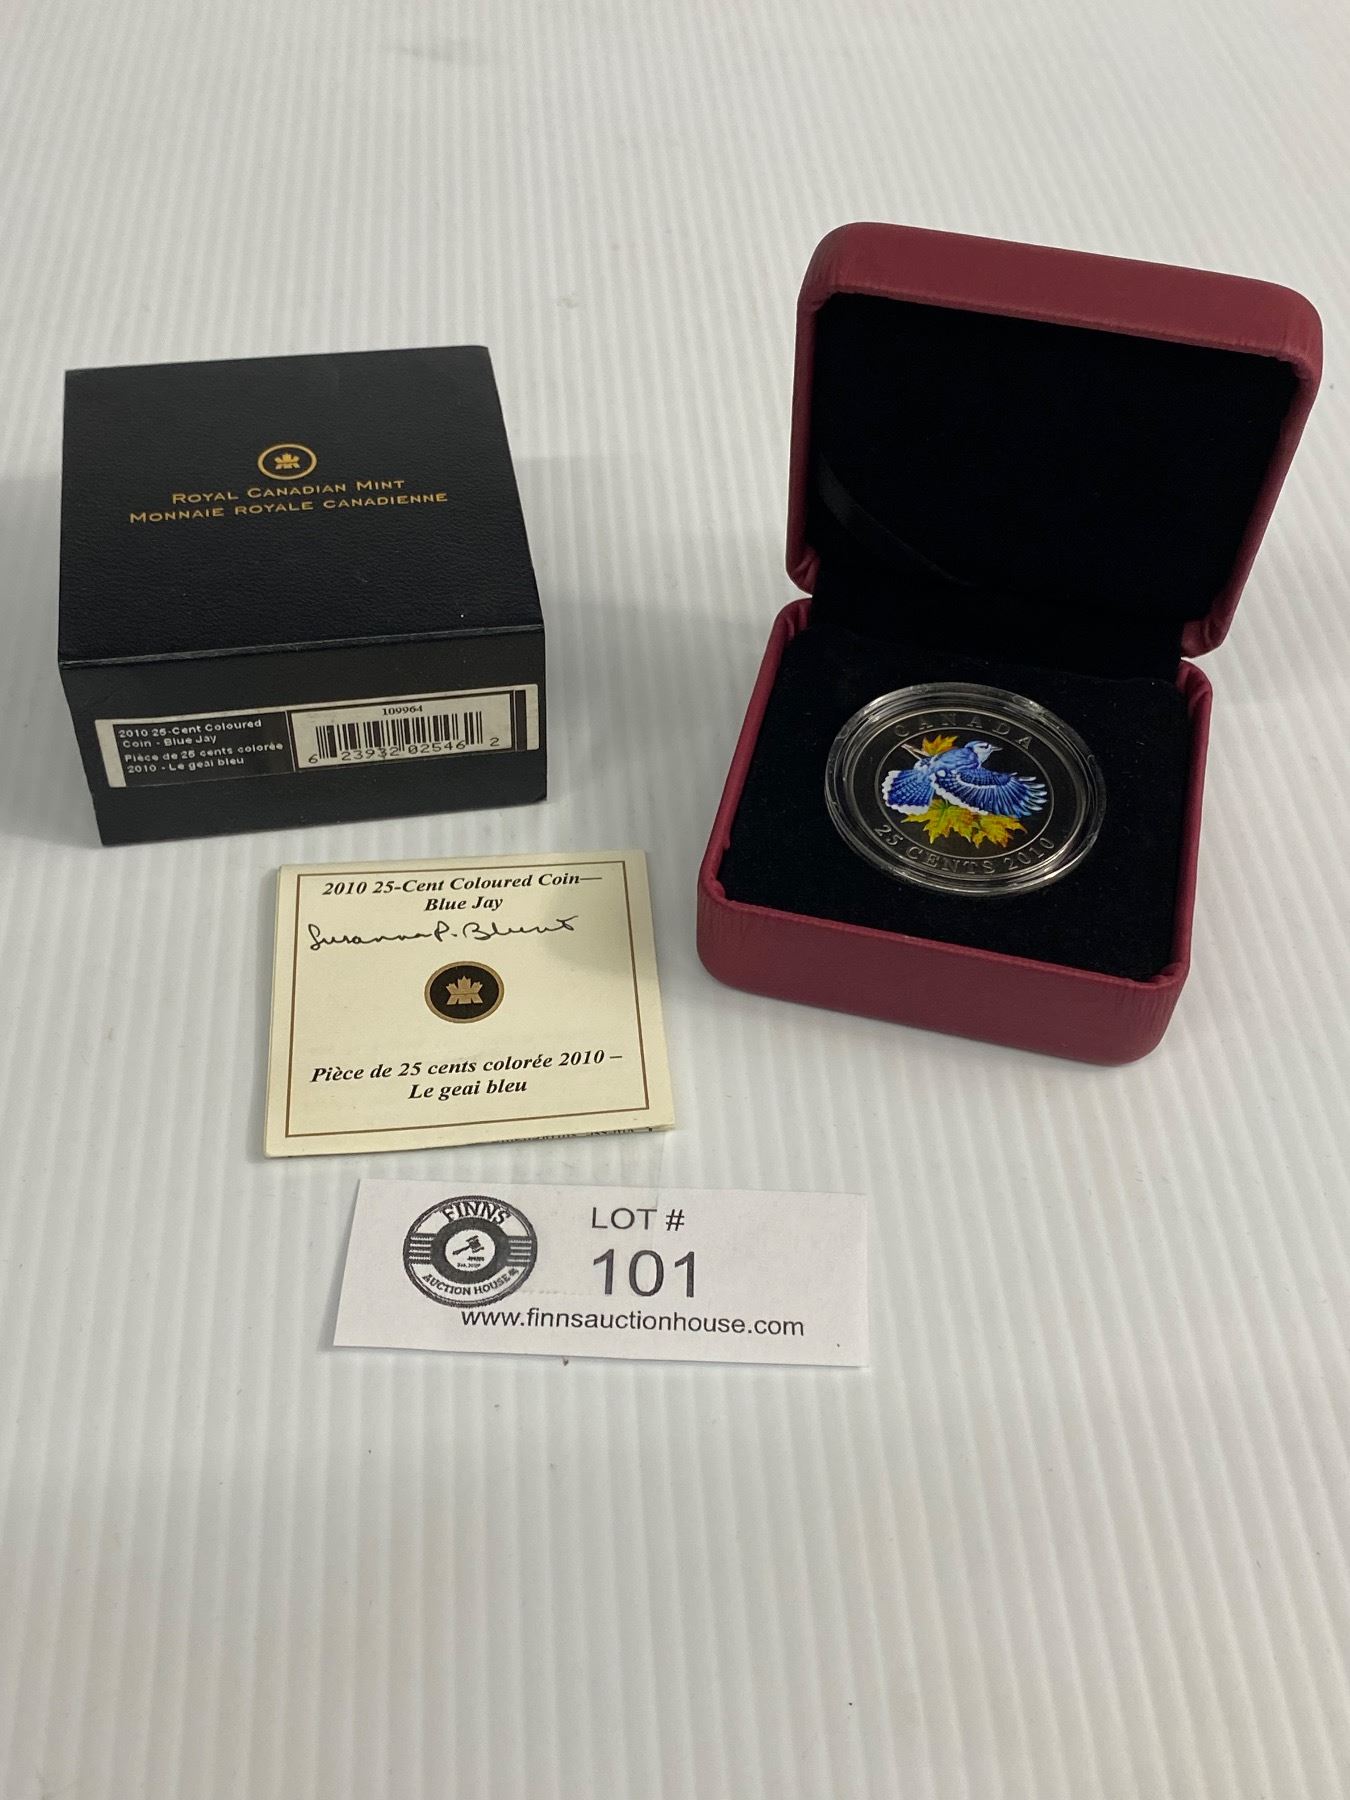 ROYAL CANADIAN MINT
MONNAIE ROYALE CANADIENNE
2010 25-Cent Coloured
Coin - Blue Jay
Pièce de 25 cents colorée
2010 - Le geai bleu
109964
6 23932 02546 2
CANADA
25 CENTS 2010
2010 25-Cent Coloured Coin—
Blue Jay
Susanna P. Blunt
Pièce de 25 cents colorée 2010 –
Le geai bleu
FINNS
AUCTION HOUSE
LOT #
101
www.finnsauctionhouse.com